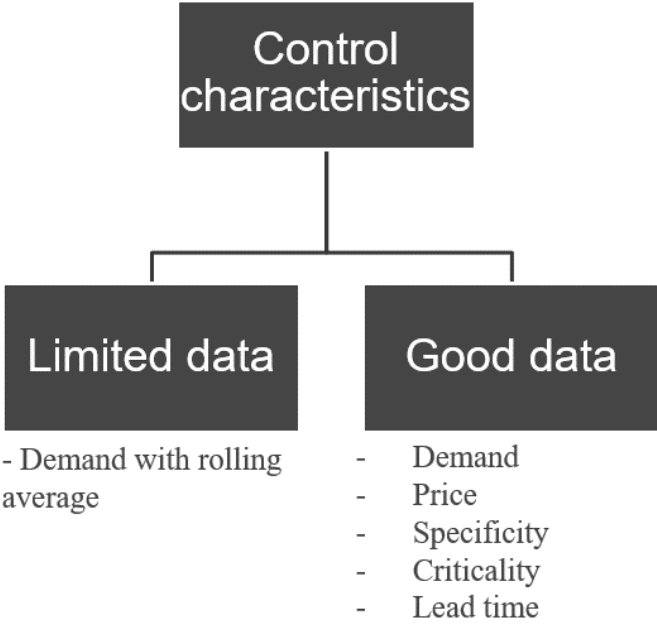 Control
characteristics
Limited data
Good data
- Demand with rolling
average
- Demand
- Price
- Specificity
- Criticality
- Lead time